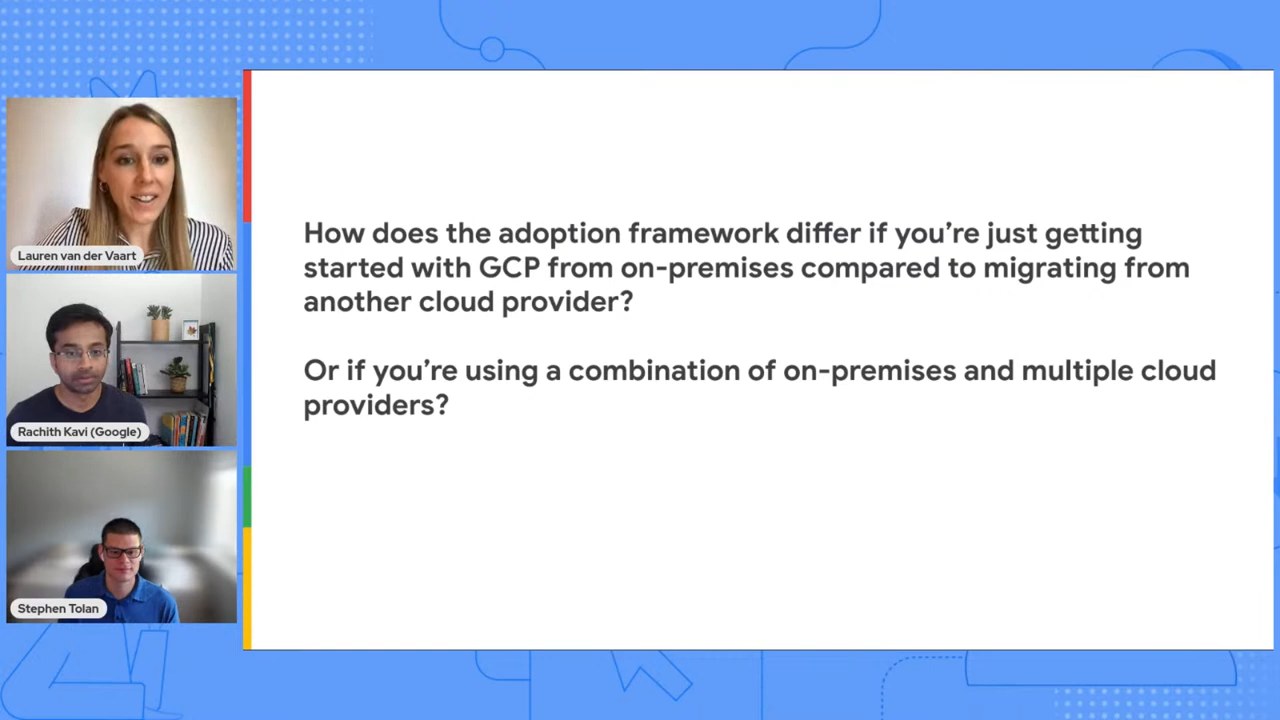 Lauren van der Vaart
Rachith Kavi (Google)
Stephen Tolan
How does the adoption framework differ if you’re just getting
started with GCP from on-premises compared to migrating from
another cloud provider?
Or if you’re using a combination of on-premises and multiple cloud
providers?